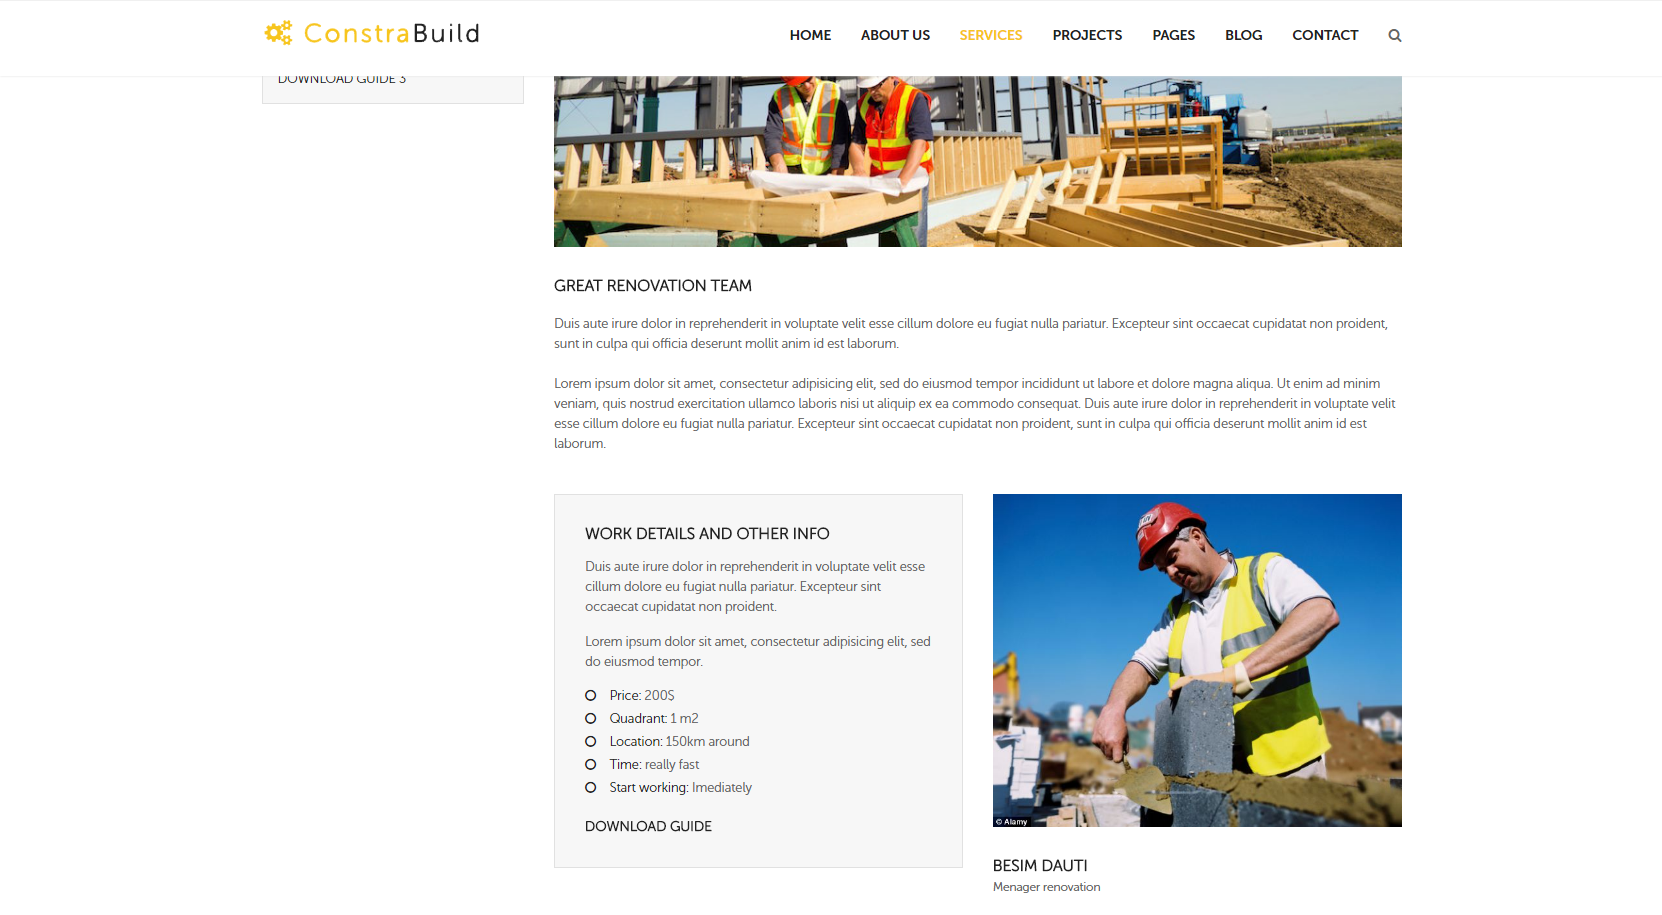 ConstraBuild
HOME ABOUT US SERVICES PROJECTS PAGES BLOG CONTACT
DOWNLOAD GUIDE 3
GREAT RENOVATION TEAM
Duis aute irure dolor in reprehenderit in voluptate velit esse cillum dolore eu fugiat nulla pariatur. Excepteur sint occaecat cupidatat non proident,
sunt in culpa qui officia deserunt mollit anim id est laborum.
Lorem ipsum dolor sit amet, consectetur adipisicing elit, sed do eiusmod tempor incididunt ut labore et dolore magna aliqua. Ut enim ad minim
veniam, quis nostrud exercitation ullamco laboris nisi ut aliquip ex ea commodo consequat. Duis aute irure dolor in reprehenderit in voluptate velit
esse cillum dolore eu fugiat nulla pariatur. Excepteur sint occaecat cupidatat non proident, sunt in culpa qui officia deserunt mollit anim id est
laborum.
WORK DETAILS AND OTHER INFO
Duis aute irure dolor in reprehenderit in voluptate velit esse
cillum dolore eu fugiat nulla pariatur. Excepteur sint
occaecat cupidatat non proident.
Lorem ipsum dolor sit amet, consectetur adipisicing elit, sed
do eiusmod tempor.
Price: 200$
Quadrant: 1 m2
Location: 150km around
Time: really fast
Start working: Imediately
DOWNLOAD GUIDE
© Alamy
BESIM DAUTI
Menager renovation